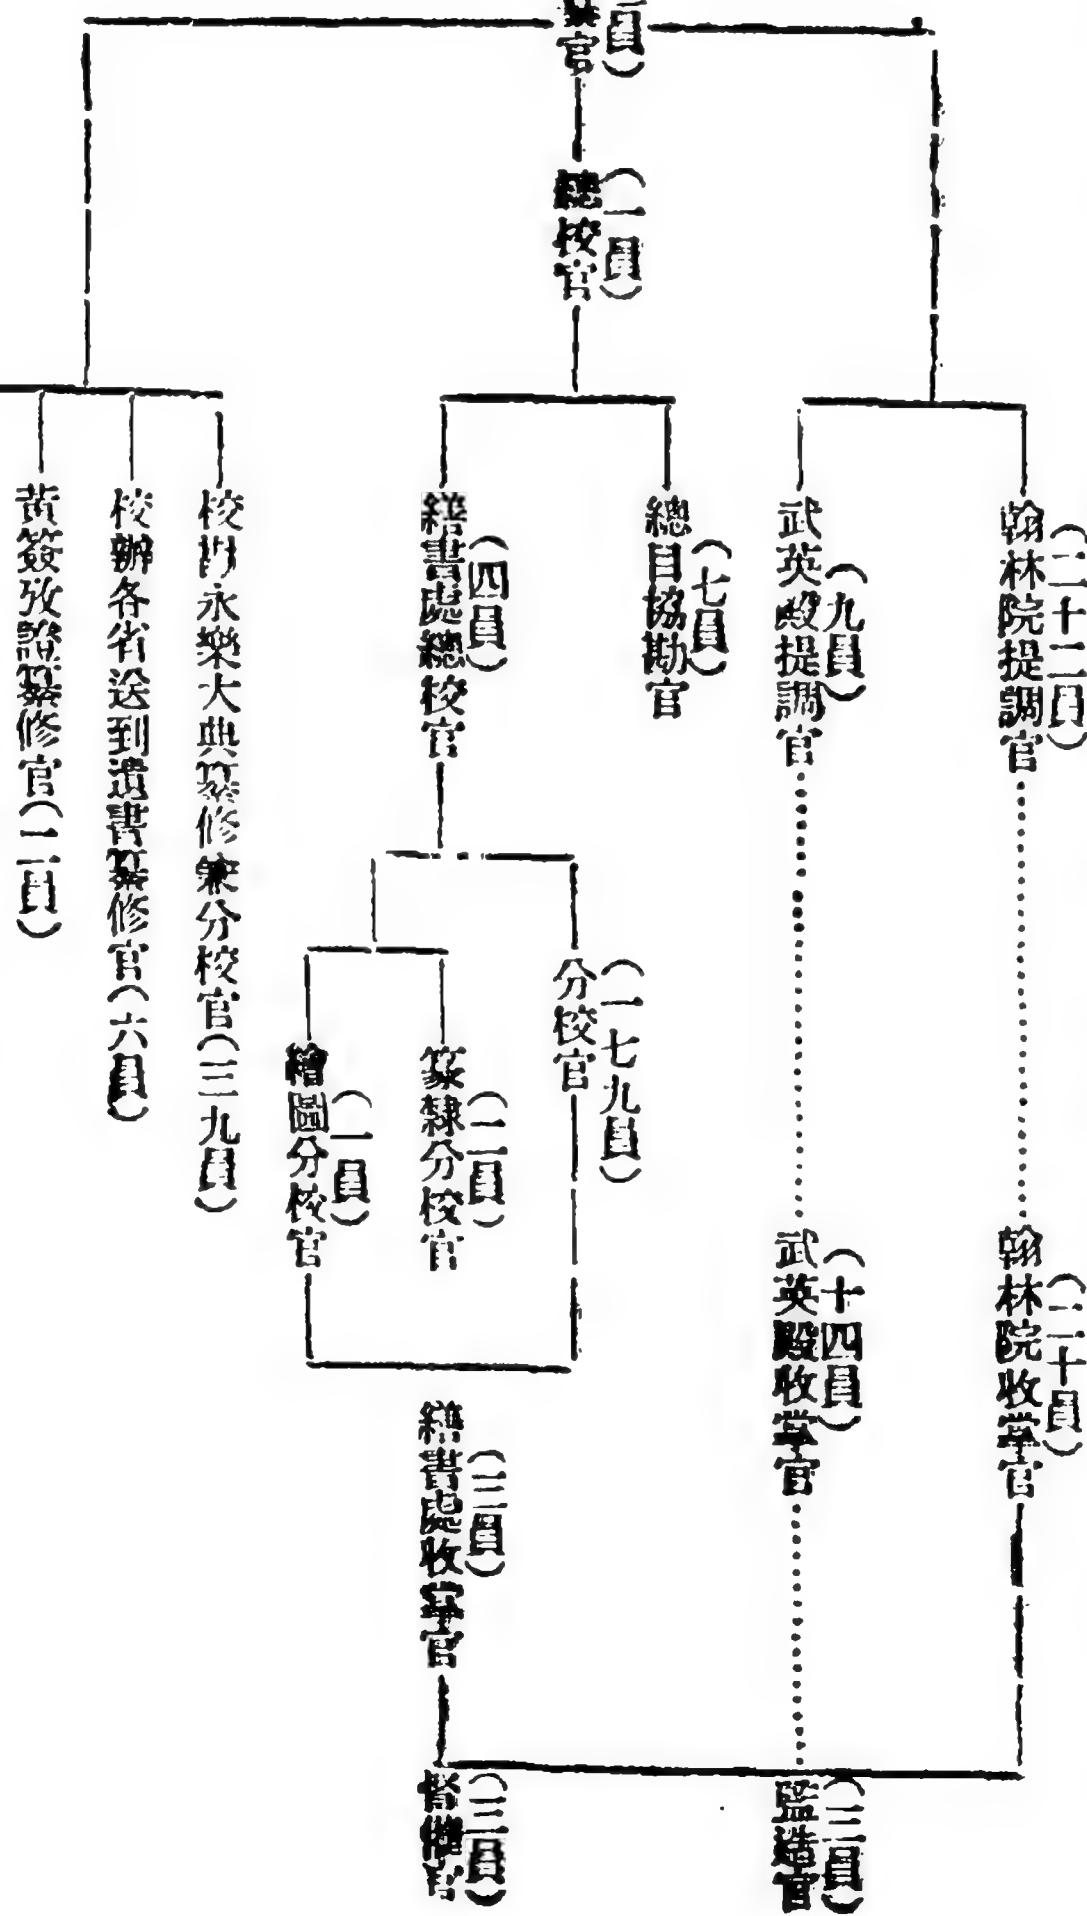 官
員）
總校官
（一員）
翰林院提調官
（二十二員）
武英殿提調官
（九員）
總目協勘官
（七員）
繕書處總校官
（四員）
校勘永樂大典纂修兼分校官（三九員）
校辦各省送到遺書纂修官（六員）
黃簽攷證纂修官（二員）
分校官
（一七九員）
篆隸分校官
（二員）
繪圖分校官
（一員）
翰林院收掌官
（二十員）
武英殿收掌官
（十四員）
繕書處收掌官
（三員）
監造官
（三員）
督催官
（三員）